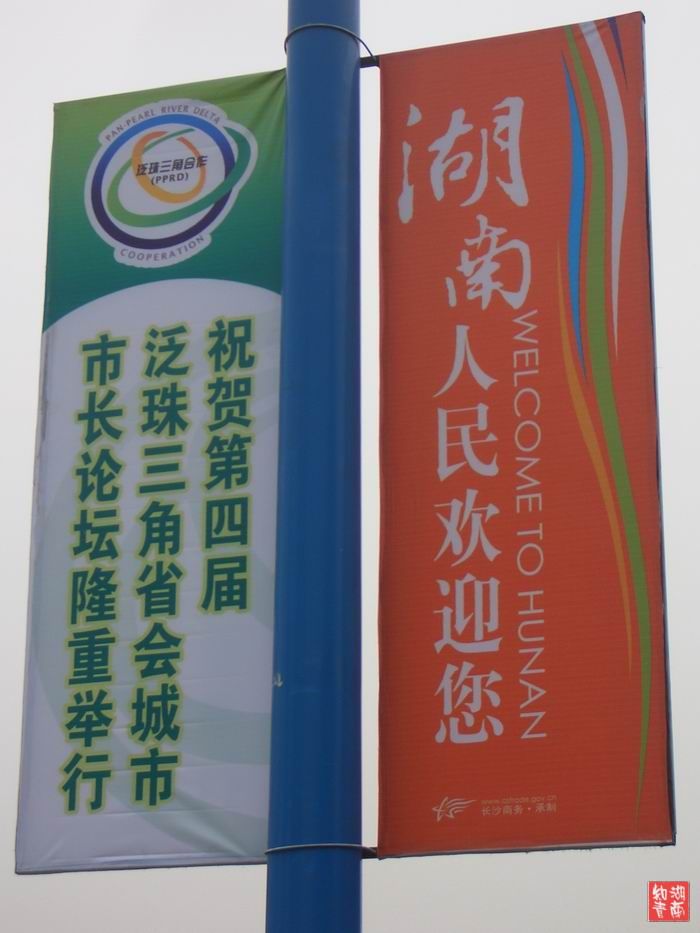 PAN-PEARL RIVER DELTA
泛珠三角合作
(PPRD)
COOPERATION
祝贺第四届
泛珠三角省会城市
市长论坛隆重举行
湖南人民欢迎您
WELCOME TO HUNAN
长沙商务·承制
湖南
知青